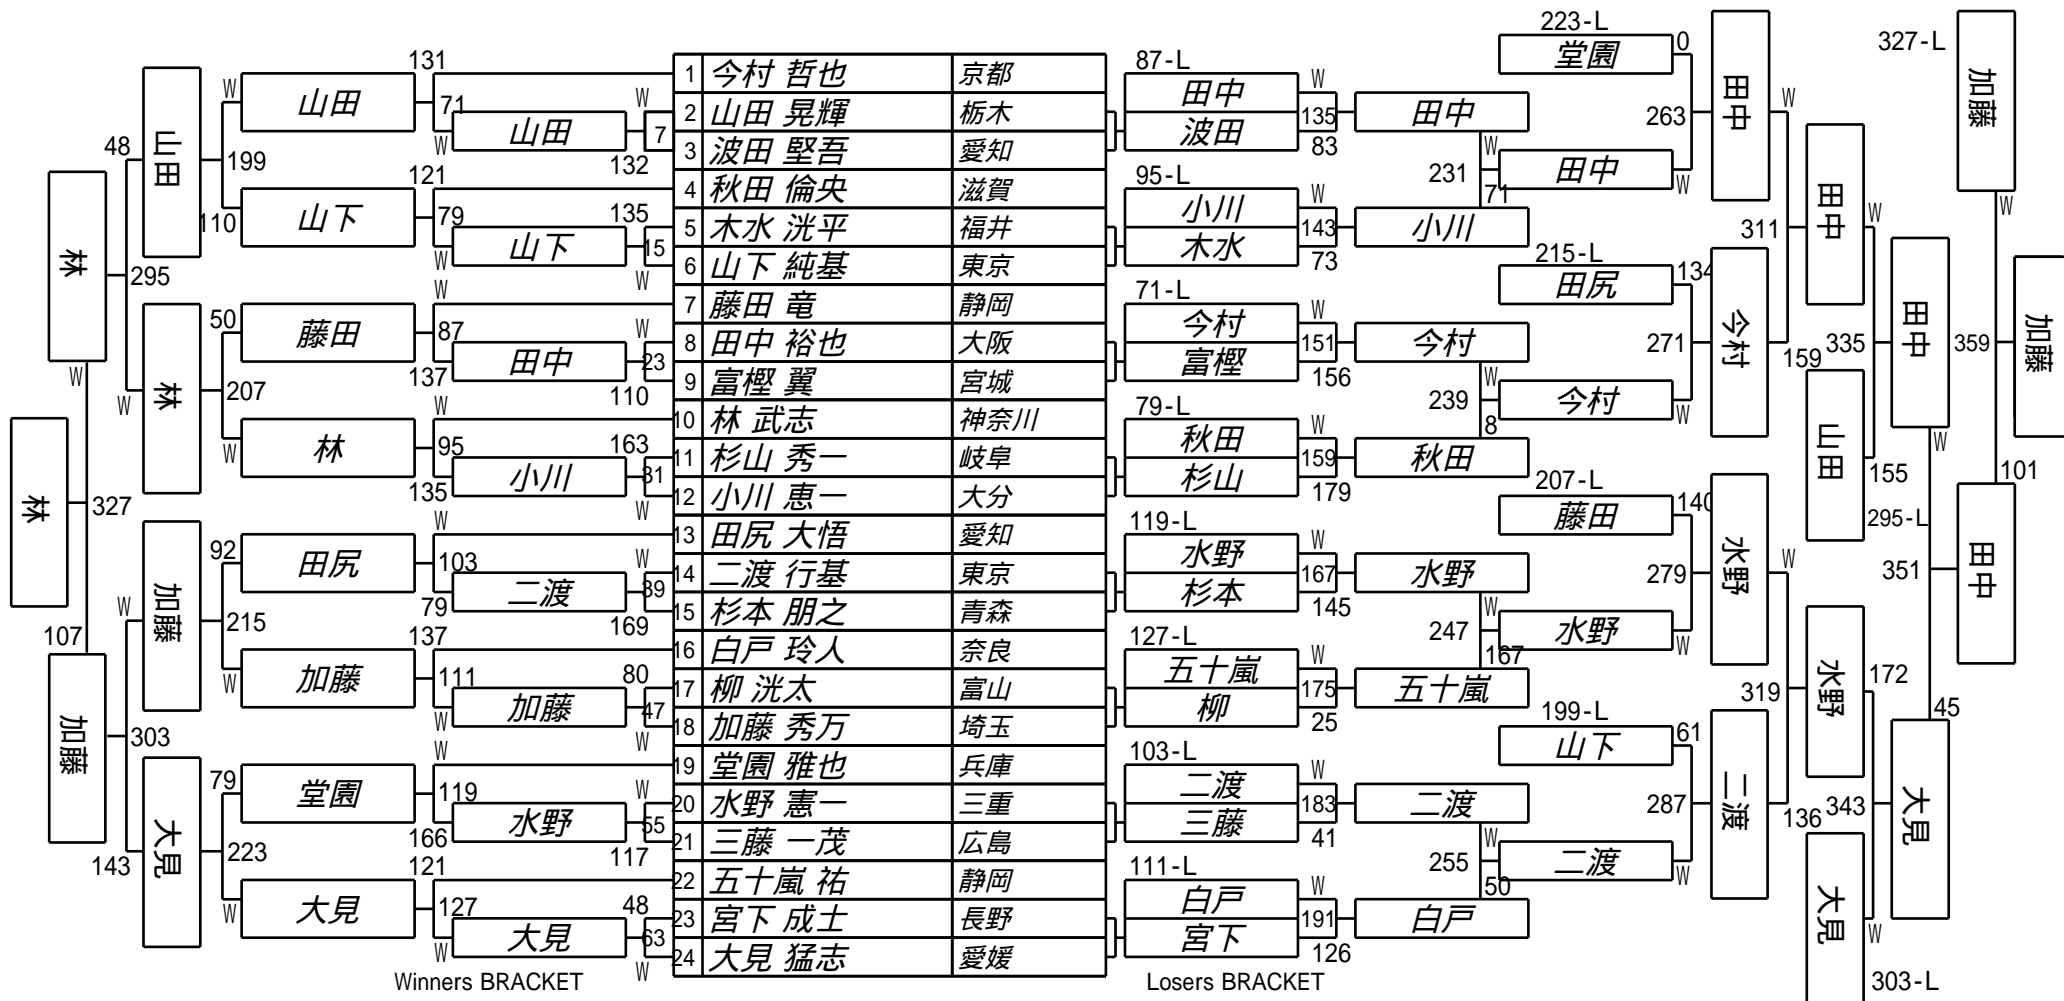 林
327
林
W
295
107
加藤
303
48
山田
199
110
W
林
207
W
加藤
215
143
大見
223
W
山田
山下
50
藤田
W
林
92
田尻
W
加藤
79
堂園
W
大見
131
71
W
山田
W
7
132
121
79
W
山下
135
15
W
W
87
137
田中
W
23
110
W
95
135
小川
163
31
W
W
103
79
二渡
W
39
169
137
111
W
加藤
80
47
W
W
119
166
水野
W
55
117
121
127
W
大見
48
63
W
Winners BRACKET
1 今村 哲也 京都
2 山田 晃輝 栃木
3 波田 堅吾 愛知
4 秋田 倫央 滋賀
5 木水 洸平 福井
6 山下 純基 東京
7 藤田 竜 静岡
8 田中 裕也 大阪
9 富樫 翼 宮城
10 林 武志 神奈川
11 杉山 秀一 岐阜
12 小川 恵一 大分
13 田尻 大悟 愛知
14 二渡 行基 東京
15 杉本 朋之 青森
16 白戸 玲人 奈良
17 柳 洸太 富山
18 加藤 秀万 埼玉
19 堂園 雅也 兵庫
20 水野 憲一 三重
21 三藤 一茂 広島
22 五十嵐 祐 静岡
23 宮下 成士 長野
24 大見 猛志 愛媛
87-L
田中 W
135
波田 83
95-L
小川 W
143
木水 73
71-L
今村 W
151
富樫 156
79-L
秋田 W
159
杉山 179
119-L
水野 W
167
杉本 145
127-L
五十嵐 W
175
柳 25
103-L
二渡 W
183
三藤 41
111-L
白戸 W
191
宮下 126
Losers BRACKET
田中
W
231
71
小川
今村
W
239
8
秋田
水野
W
247
167
五十嵐
二渡
W
255
50
白戸
223-L
堂園 0
263
田中 W
215-L
田尻 134
271
今村 W
207-L
藤田 140
279
水野 W
199-L
山下 61
287
二渡 W
田中
W
311
今村
159
水野
W
319
二渡
136
田中
W
335
山田
155
295-L
水野
172
343
大見
W
303-L
田中
W
351
大見
45
327-L
加藤
W
359
田中
101
加藤